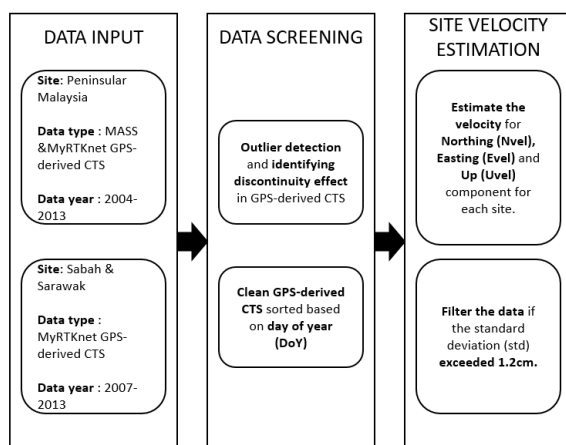 DATA INPUT
Site: Peninsular
Malaysia
Data type : MASS
&MyRTKnet GPS-
derived CTS
Data year : 2004-
2013
Site: Sabah &
Sarawak
Data type :
MyRTKnet GPS-
derived CTS
Data year : 2007-
2013
DATA SCREENING
Outlier detection
and identifying
discontinuity effect
in GPS-derived CTS
Clean GPS-derived
CTS sorted based
on day of year
(DoY)
SITE VELOCITY
ESTIMATION
Estimate the
velocity for
Northing (Nvel),
Easting (Evel) and
Up (Uvel)
component for
each site.
Filter the data if
the standard
deviation (std)
exceeded 1.2cm.